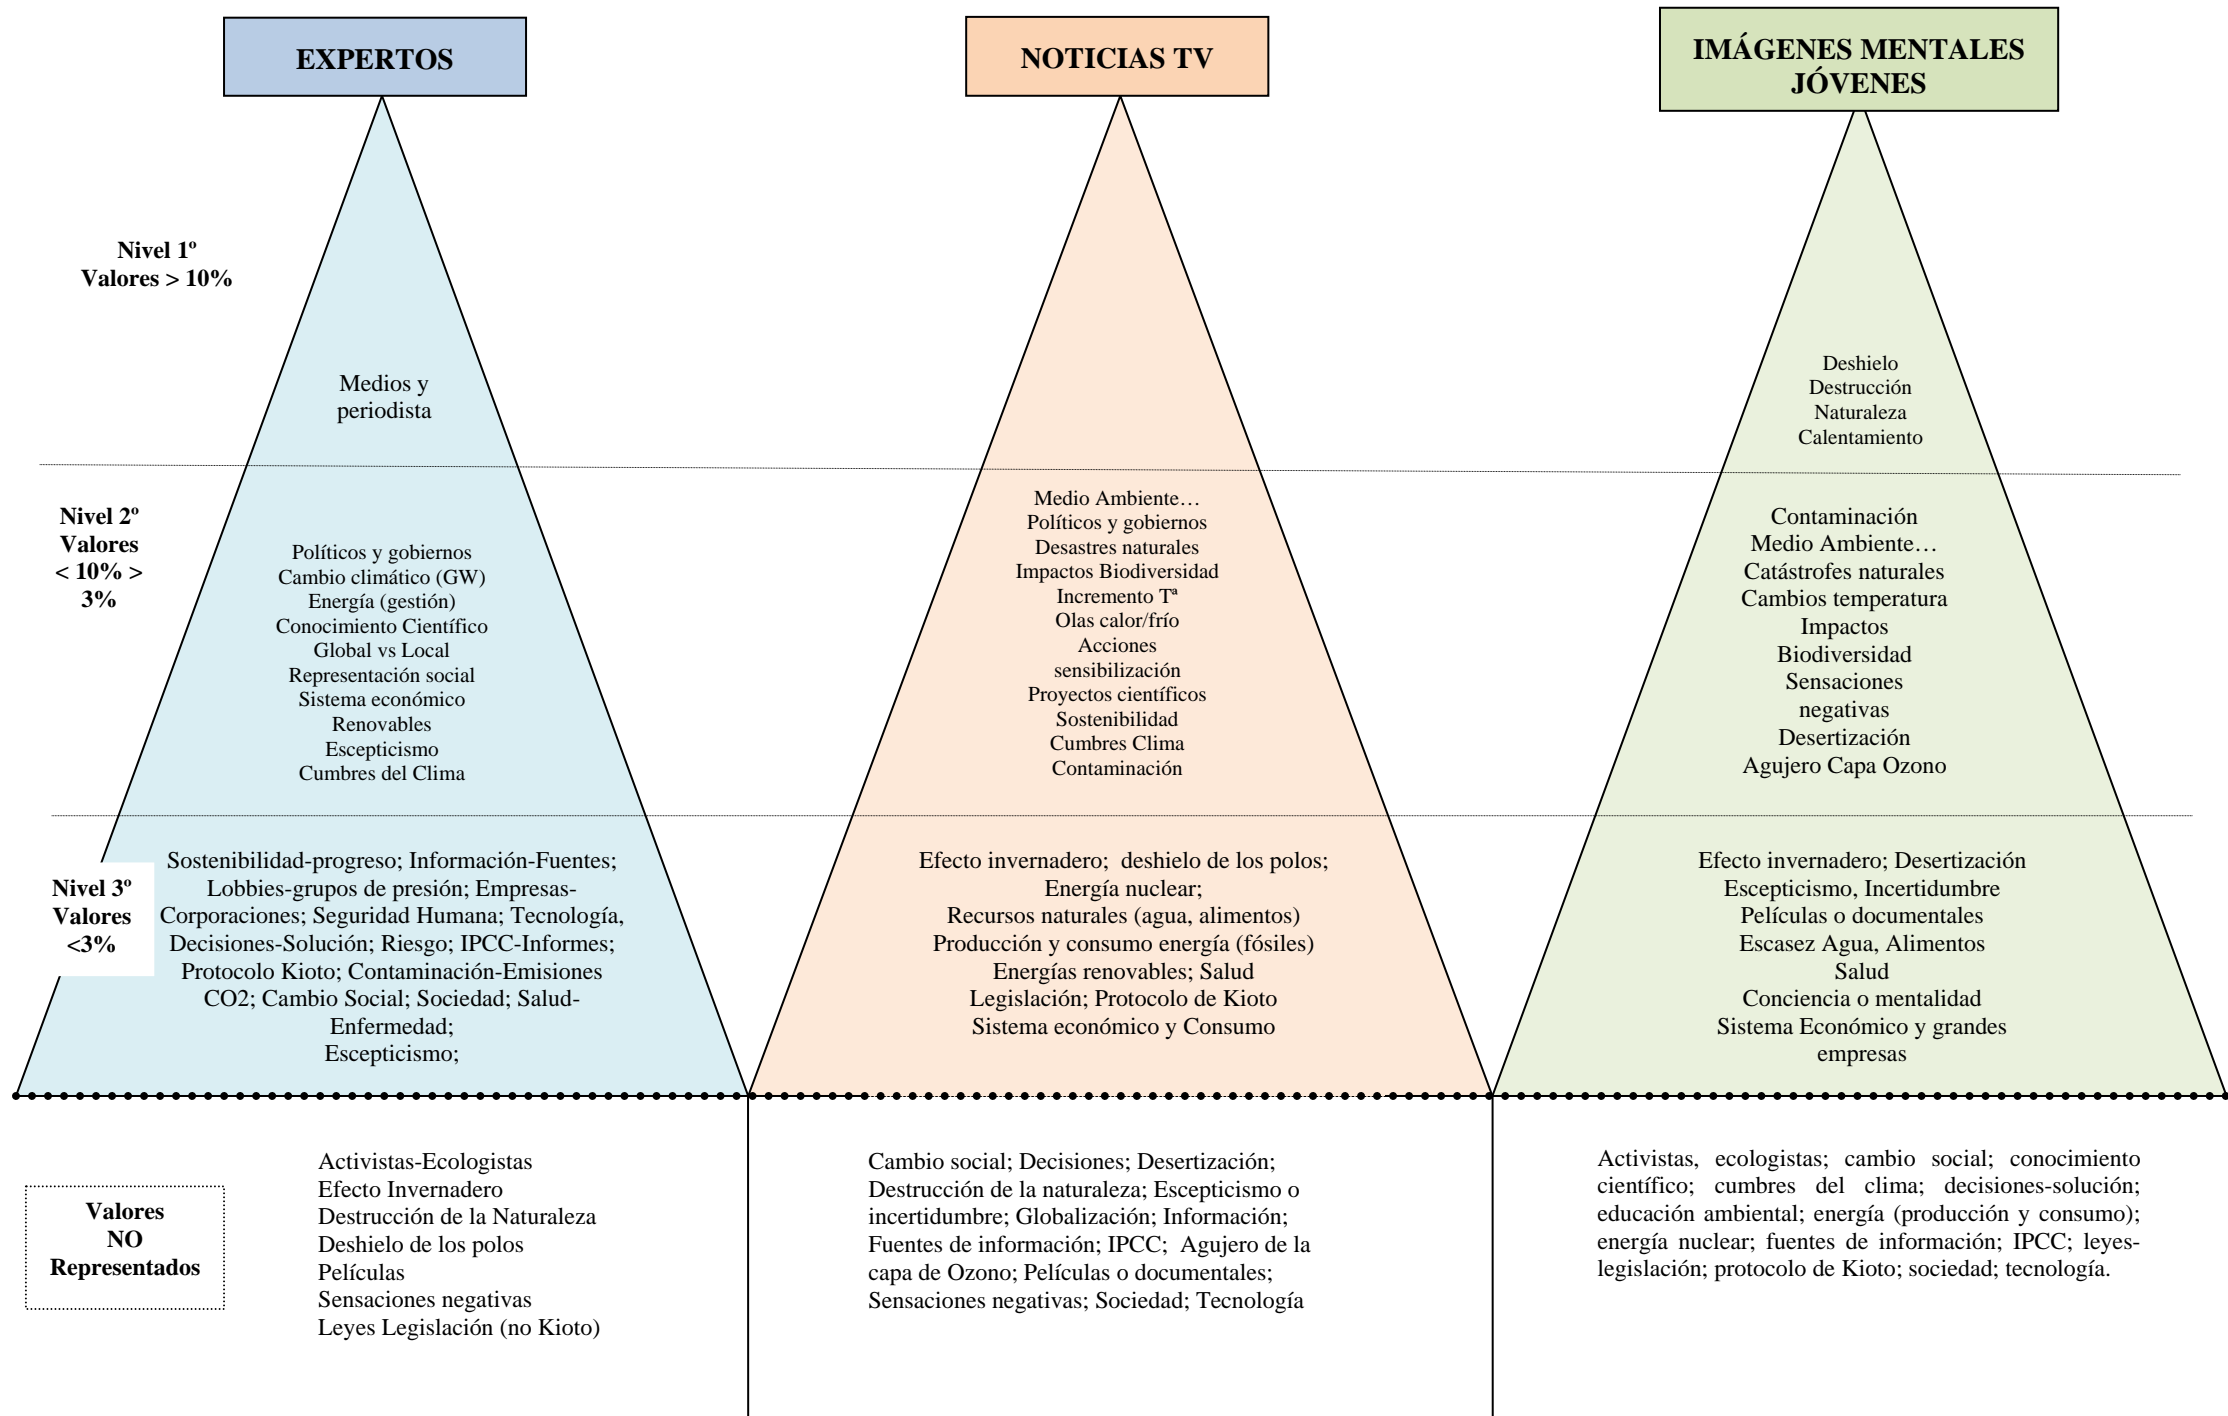 EXPERTOS
NOTICIAS TV
IMÁGENES MENTALES
JÓVENES
Nivel 1º
Valores > 10%
Medios y
periodista
Deshielo
Destrucción
Naturaleza
Calentamiento
Nivel 2º
Valores
< 10% >
3%
Políticos y gobiernos
Cambio climático (GW)
Energía (gestión)
Conocimiento Científico
Global vs Local
Representación social
Sistema económico
Renovables
Escepticismo
Cumbres del Clima
Medio Ambiente…
Políticos y gobiernos
Desastres naturales
Impactos Biodiversidad
Incremento Tª
Olas calor/frío
Acciones
sensibilización
Proyectos científicos
Sostenibilidad
Cumbres Clima
Contaminación
Contaminación
Medio Ambiente…
Catástrofes naturales
Cambios temperatura
Impactos
Biodiversidad
Sensaciones
negativas
Desertización
Agujero Capa Ozono
Nivel 3º
Valores
<3%
Sostenibilidad-progreso; Información-Fuentes;
Lobbies-grupos de presión; Empresas-
Corporaciones; Seguridad Humana; Tecnología,
Decisiones-Solución; Riesgo; IPCC-Informes;
Protocolo Kioto; Contaminación-Emisiones
CO2; Cambio Social; Sociedad; Salud-
Enfermedad;
Escepticismo;
Efecto invernadero; deshielo de los polos;
Energía nuclear;
Recursos naturales (agua, alimentos)
Producción y consumo energía (fósiles)
Energías renovables; Salud
Legislación; Protocolo de Kioto
Sistema económico y Consumo
Efecto invernadero; Desertización
Escepticismo, Incertidumbre
Películas o documentales
Escasez Agua, Alimentos
Salud
Conciencia o mentalidad
Sistema Económico y grandes
empresas
Valores
NO
Representados
Activistas-Ecologistas
Efecto Invernadero
Destrucción de la Naturaleza
Deshielo de los polos
Películas
Sensaciones negativas
Leyes Legislación (no Kioto)
Cambio social; Decisiones; Desertización;
Destrucción de la naturaleza; Escepticismo o
incertidumbre; Globalización; Información;
Fuentes de información; IPCC; Agujero de la
capa de Ozono; Películas o documentales;
Sensaciones negativas; Sociedad; Tecnología
Activistas, ecologistas; cambio social; conocimiento
científico; cumbres del clima; decisiones-solución;
educación ambiental; energía (producción y consumo);
energía nuclear; fuentes de información; IPCC; leyes-
legislación; protocolo de Kioto; sociedad; tecnología.